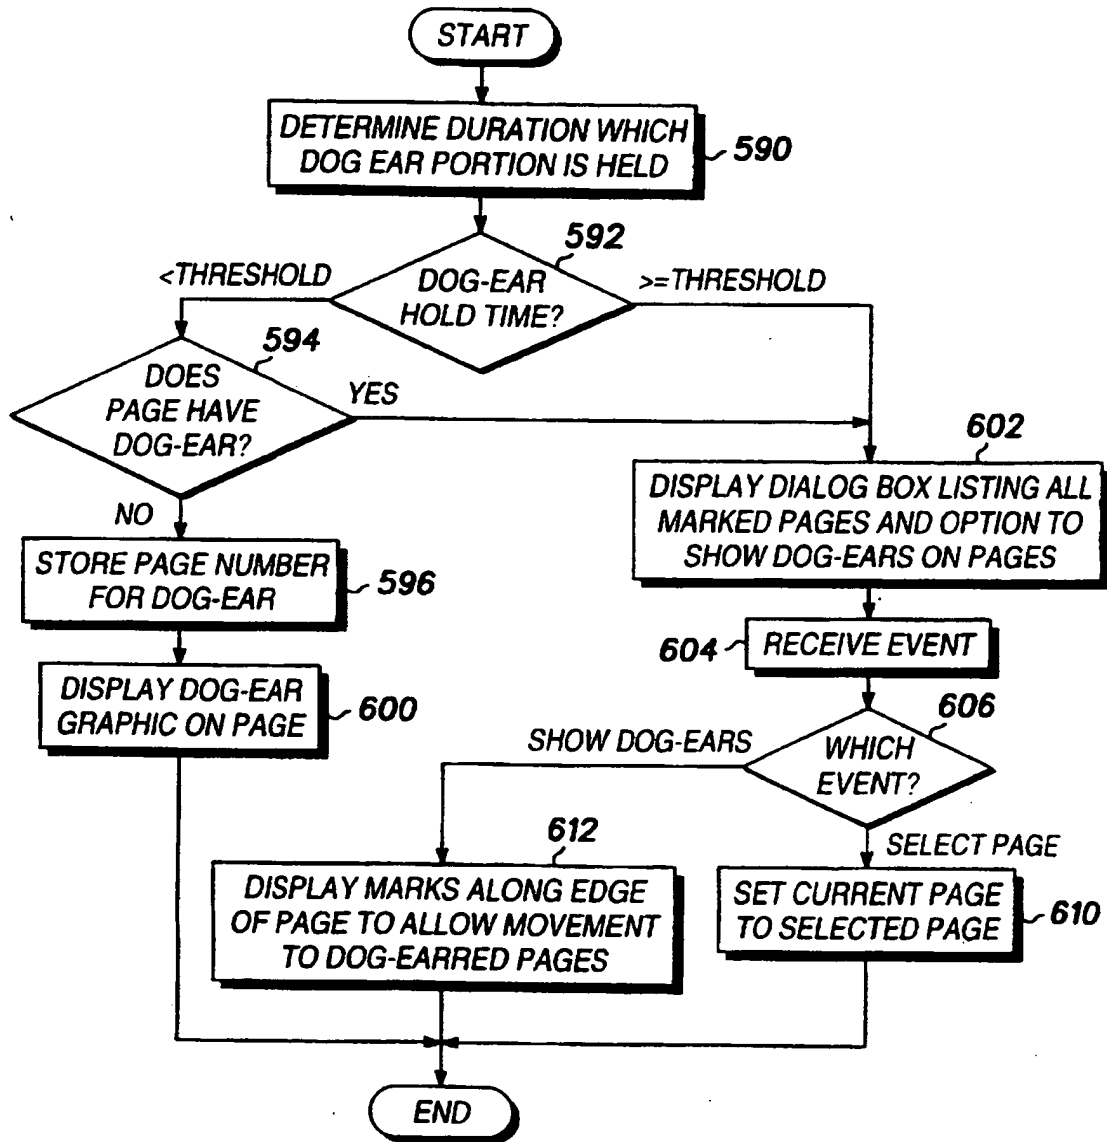 START
DETERMINE DURATION WHICH
DOG EAR PORTION IS HELD
590
592
<THRESHOLD
DOG-EAR
HOLD TIME?
>=THRESHOLD
594
DOES
PAGE HAVE
DOG-EAR?
YES
NO
602
DISPLAY DIALOG BOX LISTING ALL
MARKED PAGES AND OPTION TO
SHOW DOG-EARS ON PAGES
STORE PAGE NUMBER
FOR DOG-EAR
596
604
RECEIVE EVENT
DISPLAY DOG-EAR
GRAPHIC ON PAGE
600
606
SHOW DOG-EARS
WHICH
EVENT?
612
SELECT PAGE
DISPLAY MARKS ALONG EDGE
OF PAGE TO ALLOW MOVEMENT
TO DOG-EARRED PAGES
SET CURRENT PAGE
TO SELECTED PAGE
610
END